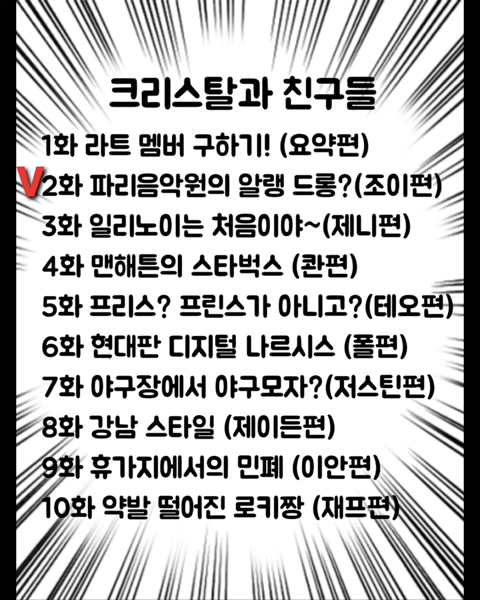 크리스탈과 친구들
1화 라트 멤버 구하기! (요약편)
V2화 파리음악원의 알랭 드롱?(조이편)
3화 일리노이는 처음이야~(제니편)
4화 맨해튼의 스타벅스 (콴편)
5화 프리스? 프린스가 아니고?(테오편)
6화 현대판 디지털 나르시스 (폴편)
7화 야구장에서 야구모자?(저스틴편)
8화 강남 스타일 (제이든편)
9화 휴가지에서의 민폐 (이안편)
10화 약발 떨어진 로키짱 (재프편)